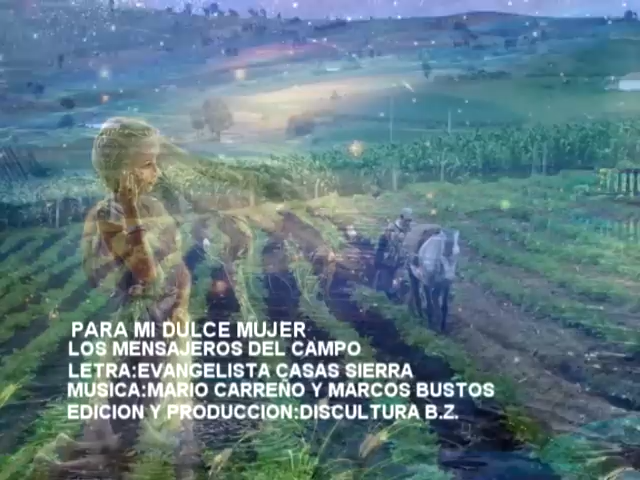 PARA MI DULCE MUJER
LOS MENSAJEROS DEL CAMPO
LETRA:EVANGELISTA CASAS SIERRA
MUSICA:MARIO CARREÑO Y MARCOS BUSTOS
EDICION Y PRODUCCION:DISCULTURA B.Z.